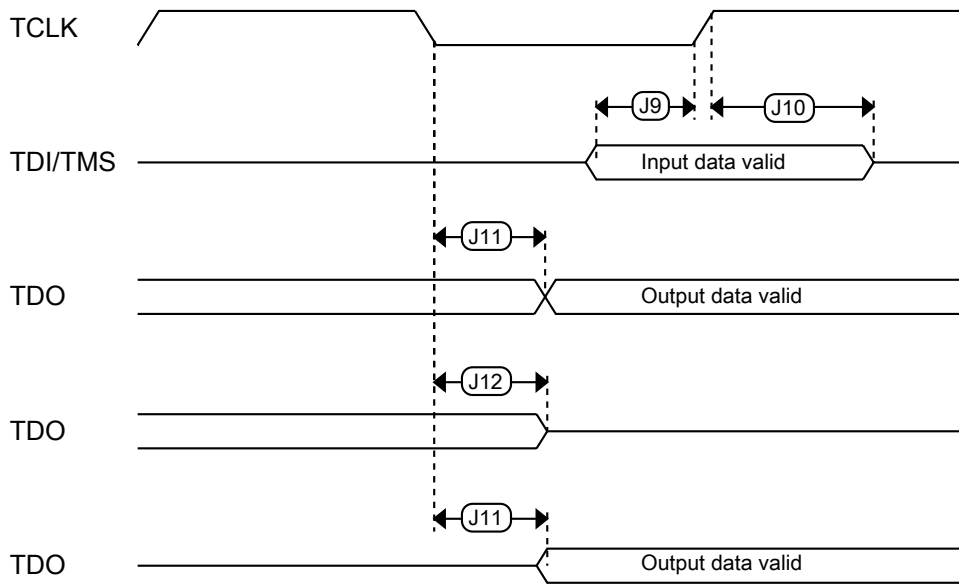 TCLK
J9
J10
TDI/TMS
Input data valid
J11
TDO
Output data valid
J12
TDO
J11
TDO
Output data valid